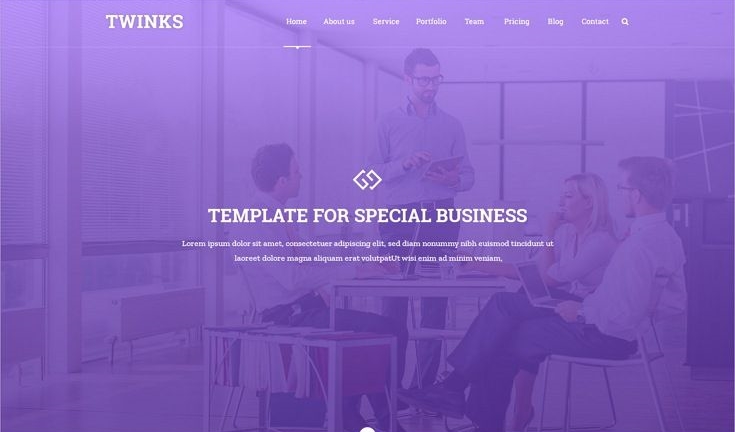 TWINKS
Home About us Service Portfolio Team Pricing Blog Contact
TEMPLATE FOR SPECIAL BUSINESS
Lorem ipsum dolor sit amet, consectetuer adipiscing elit, sed diam nonummy nibh euismod tincidunt ut
laoreet dolore magna aliquam erat volutpatUt wisi enim ad minim veniam,